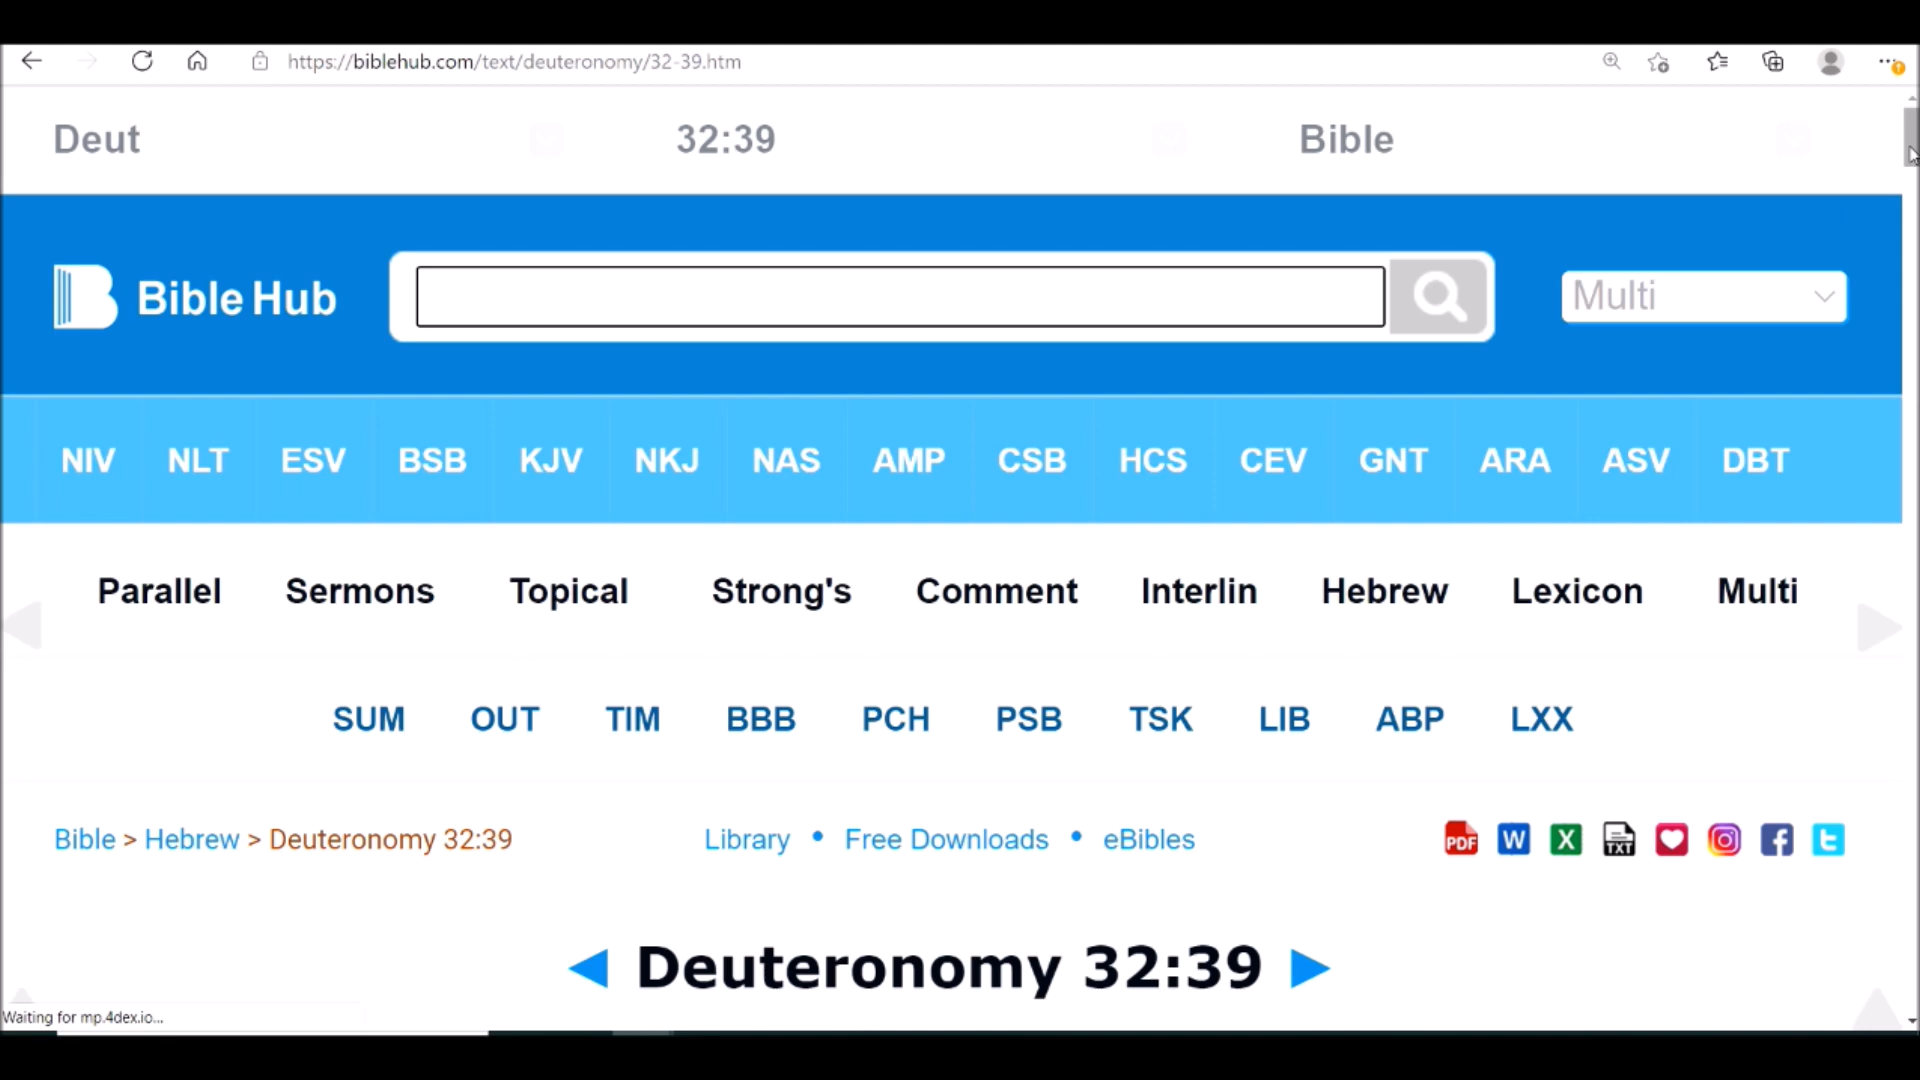 https://biblehub.com/text/deuteronomy/32-39.htm
Deut 32:39 Bible
Bible Hub Multi
NIV NLT ESV BSB KJV NKJ NAS AMP CSB HCS CEV GNT ARA ASV DBT
Parallel Sermons Topical Strong's Comment Interlin Hebrew Lexicon Multi
SUM OUT TIM BBB PCH PSB TSK LIB ABP LXX
Bible > Hebrew > Deuteronomy 32:39 Library • Free Downloads • eBibles PDF W X TXT
◄ Deuteronomy 32:39 ►
Waiting for mp.4dex.io...